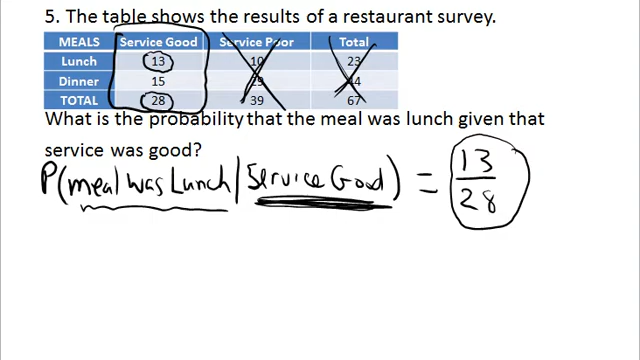 5. The table shows the results of a restaurant survey.
MEALS Service Good Service Poor Total
Lunch 13 10 23
Dinner 15 29 44
TOTAL 28 39 67
What is the probability that the meal was lunch given that
service was good?
P(meal was Lunch | Service Good) = 13/28